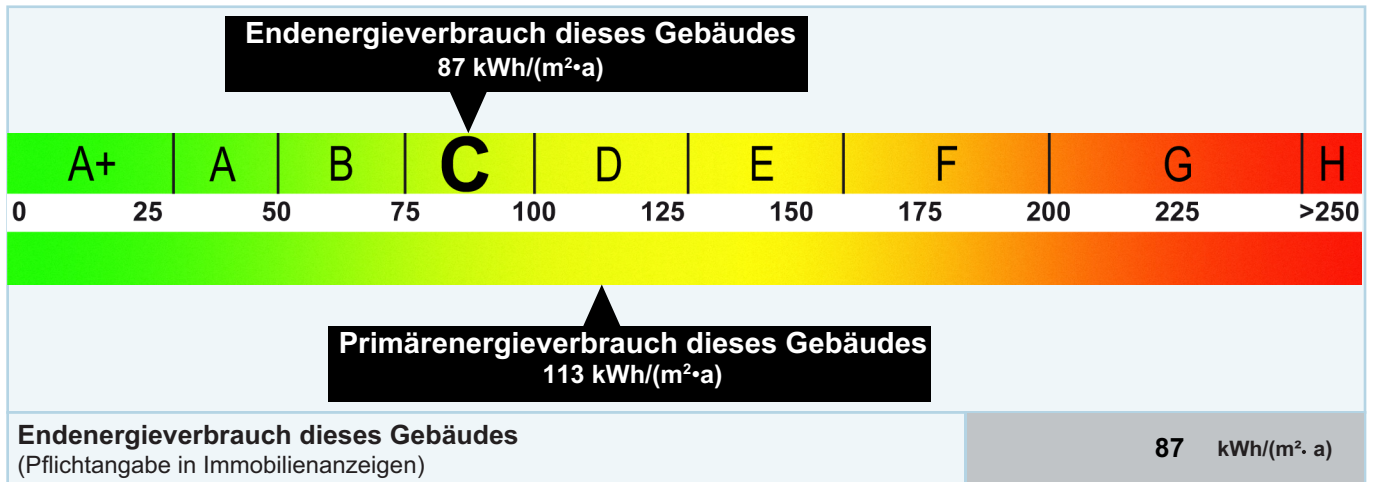 Endenergieverbrauch dieses Gebäudes
87 kWh/(m²•a)
A+ A B C D E F G H
0 25 50 75 100 125 150 175 200 225 >250
Primärenergieverbrauch dieses Gebäudes
113 kWh/(m²•a)
Endenergieverbrauch dieses Gebäudes
87 kWh/(m²· a)
(Pflichtangabe in Immobilienanzeigen)